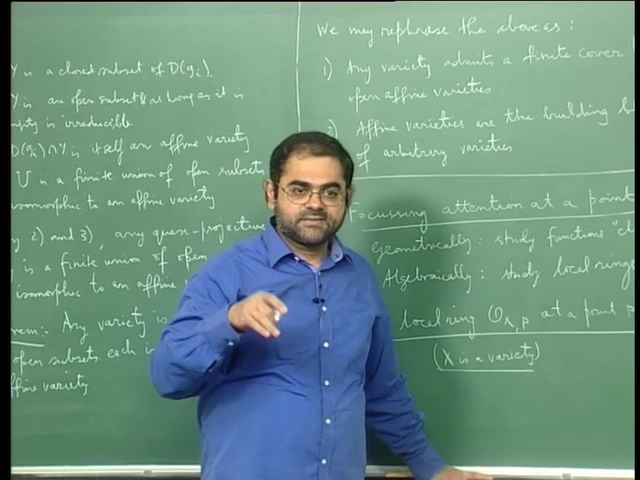 Y is a closed subset of D(gi).
Y is an open subset & as long as it is
is irreducible
D(gi) ∩ Y is itself an affine variety
U is a finite union of open subsets
isomorphic to an affine variety
2) and 3), any quasi-projective
is a finite union of open
isomorphic to an affine
Any variety is
open subsets each is
affine variety.
We may rephrase the above as:
1) Any variety admits a finite cover
open affine varieties.
2) Affine varieties are the building
of arbitrary varieties
Focussing attention at a point
Geometrically: study functions
Algebraically: study local rings
local ring O_{X,P} at a point P
(X is a variety)